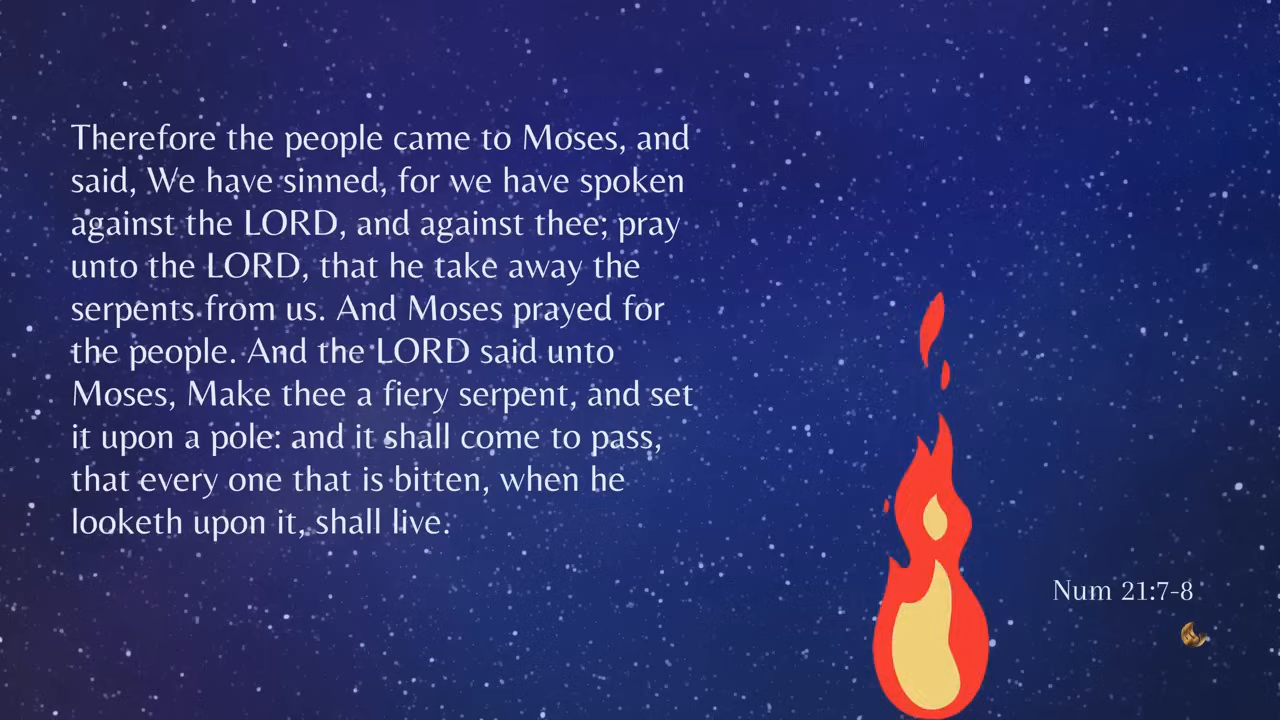 Therefore the people came to Moses, and
said, We have sinned, for we have spoken
against the LORD, and against thee; pray
unto the LORD, that he take away the
serpents from us. And Moses prayed for
the people. And the LORD said unto
Moses, Make thee a fiery serpent, and set
it upon a pole: and it shall come to pass,
that every one that is bitten, when he
looketh upon it, shall live.
Num 21:7-8